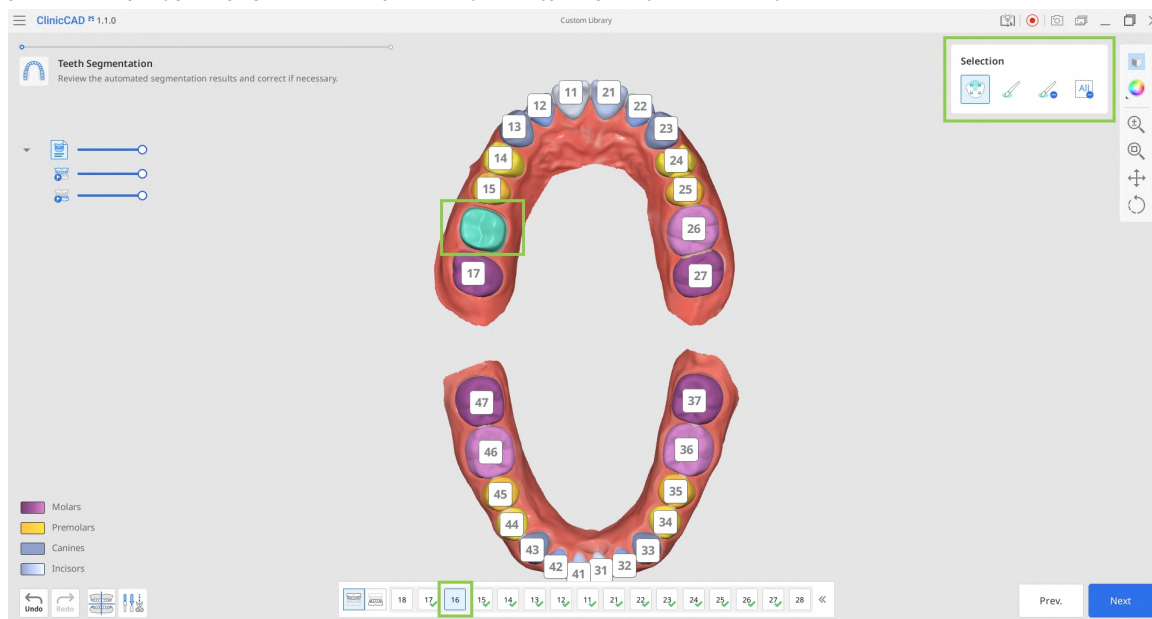 ClinicCAD 1.1.0
Custom Library
Teeth Segmentation
Review the automated segmentation results and correct if necessary.
Selection
All
11 21
12 22
13 23
14 24
15 25
26
17 27
47 37
46 36
45 35
44 34
43 33
42 41 31 32
Molars
Premolars
Canines
Incisors
Undo Redo
18 17 16 15 14 13 12 11 21 22 23 24 25 26 27 28 «
Prev. Next